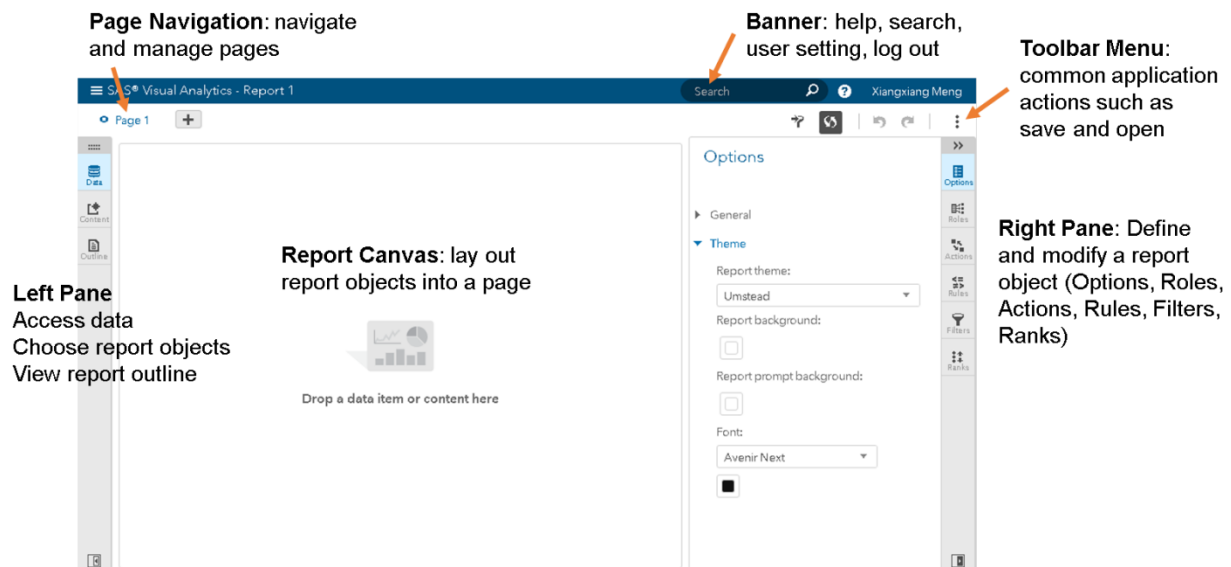 Page Navigation: navigate
and manage pages
Banner: help, search,
user setting, log out
Toolbar Menu:
common application
actions such as
save and open
SAS® Visual Analytics - Report 1
Search
Xiangxiang Meng
Page 1
Options
Data
Content
Outline
General
Theme
Report theme:
Umstead
Report background:
Report prompt background:
Font:
Avenir Next
Options
Roles
Actions
Rules
Filters
Ranks
Report Canvas: lay out
report objects into a page
Drop a data item or content here
Left Pane
Access data
Choose report objects
View report outline
Right Pane: Define
and modify a report
object (Options, Roles,
Actions, Rules, Filters,
Ranks)